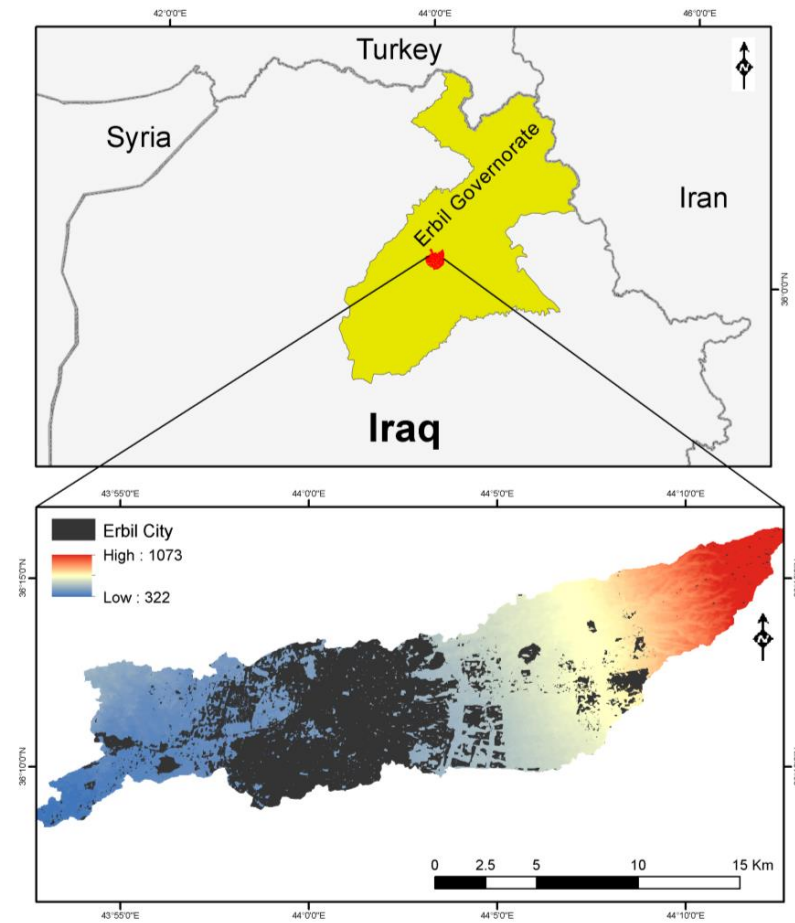 42°0'0"E
44°0'0"E
46°0'0"E
Turkey
N
Syria
Erbil Governorate
Iran
36°0'0"N
Iraq
43°55'0"E
44°0'0"E
44°5'0"E
44°10'0"E
Erbil City
High : 1073
Low : 322
36°15'0"N
N
36°10'0"N
0 2.5 5 10 15 Km
43°55'0"E
44°0'0"E
44°5'0"E
44°10'0"E